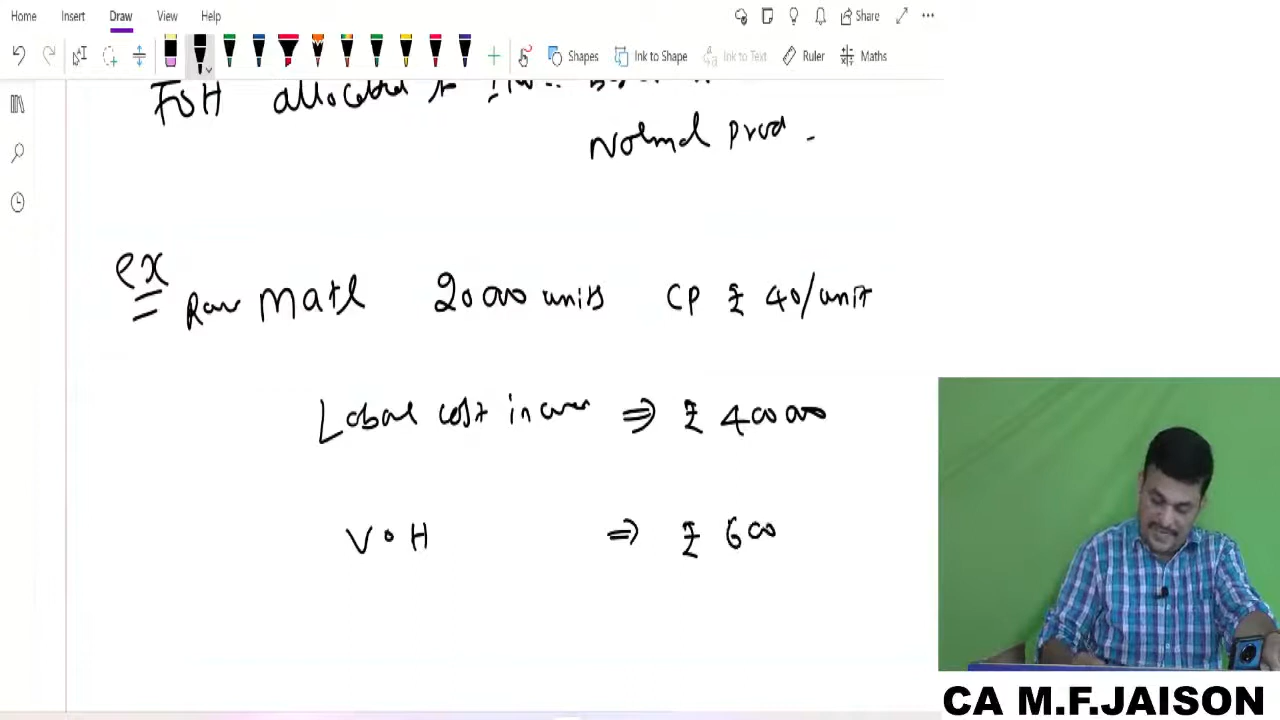 Home Insert Draw View Help Share
Shapes Ink to Shape Ink to Text Ruler Maths
FOH allocated
Normal Prod.
ex
Raw Matl 20000 units CP ₹ 40/unit
Labour cost ⇒ ₹ 40000
VOH ⇒ ₹ 600
CA M.F.JAISON